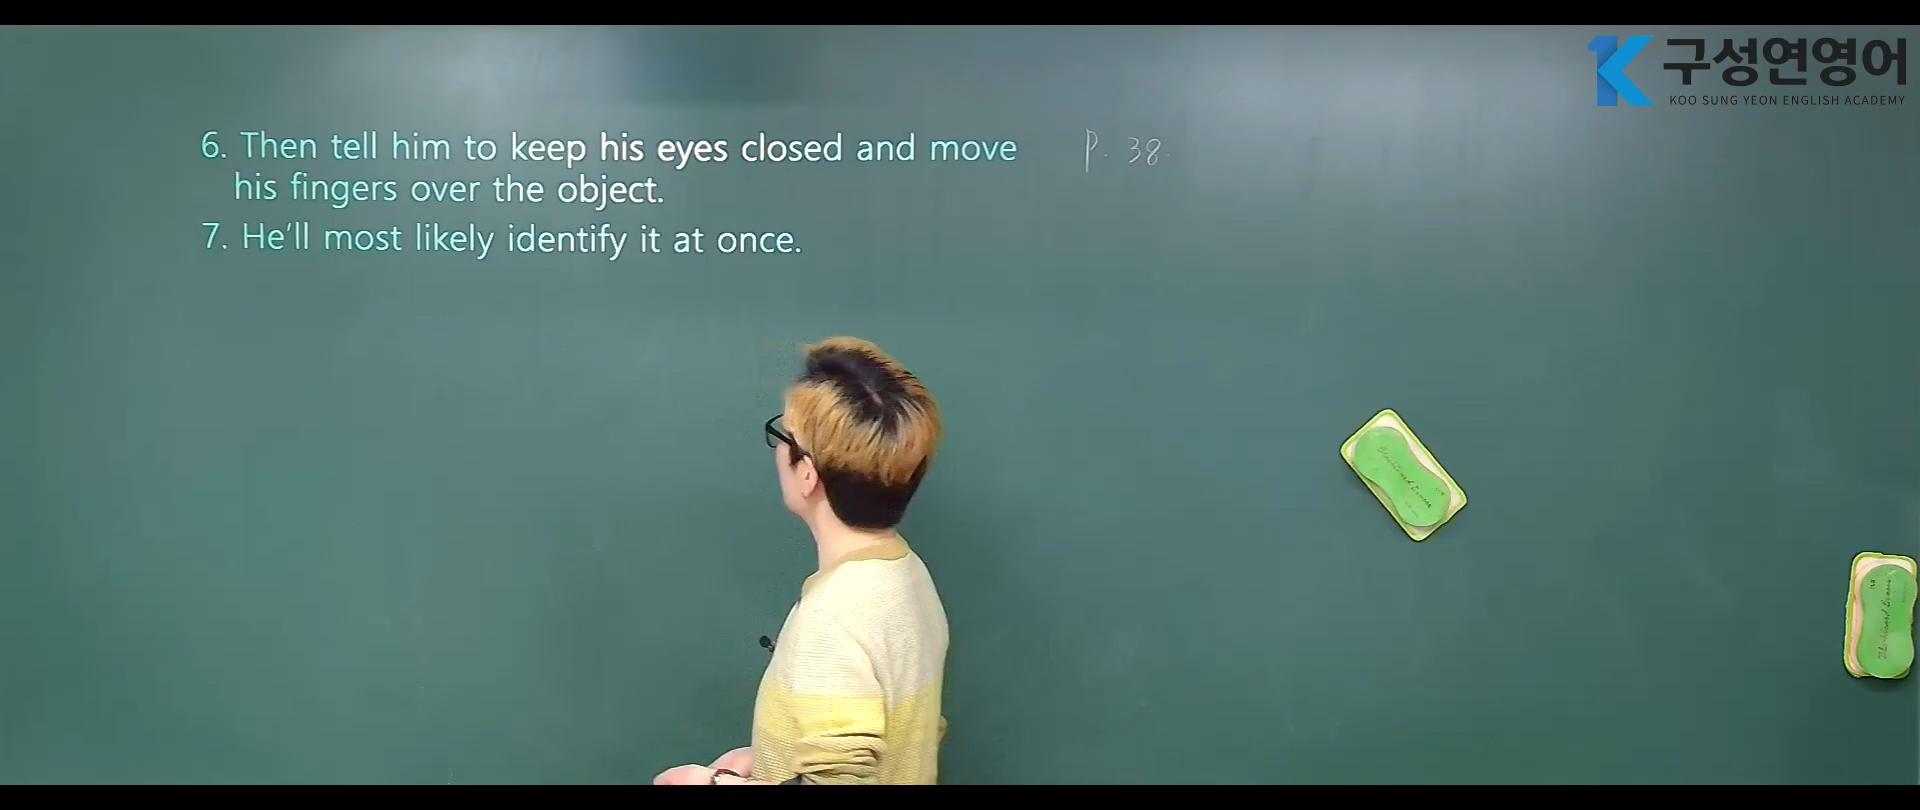 구성연영어
KOO SUNG YEON ENGLISH ACADEMY
6. Then tell him to keep his eyes closed and move
his fingers over the object.
7. He'll most likely identify it at once.
P. 38.